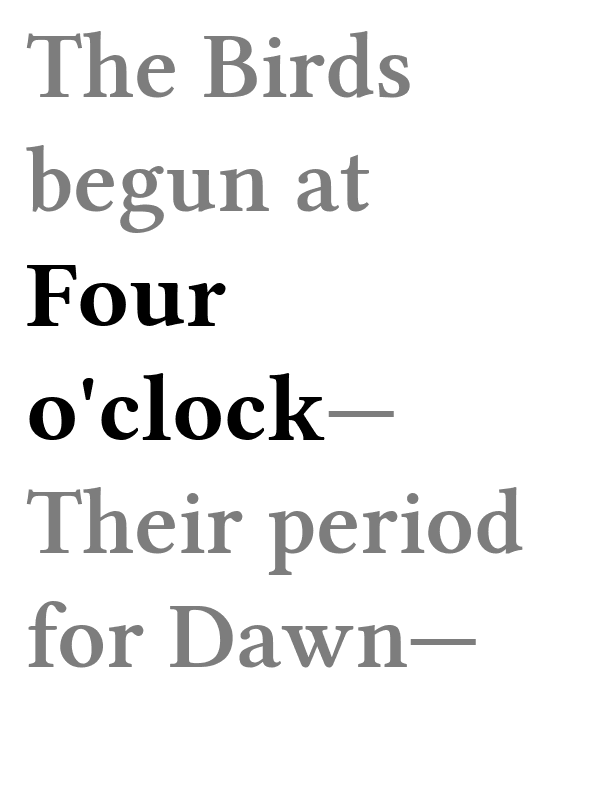 The Birds
begun at
Four
o'clock—
Their period
for Dawn—